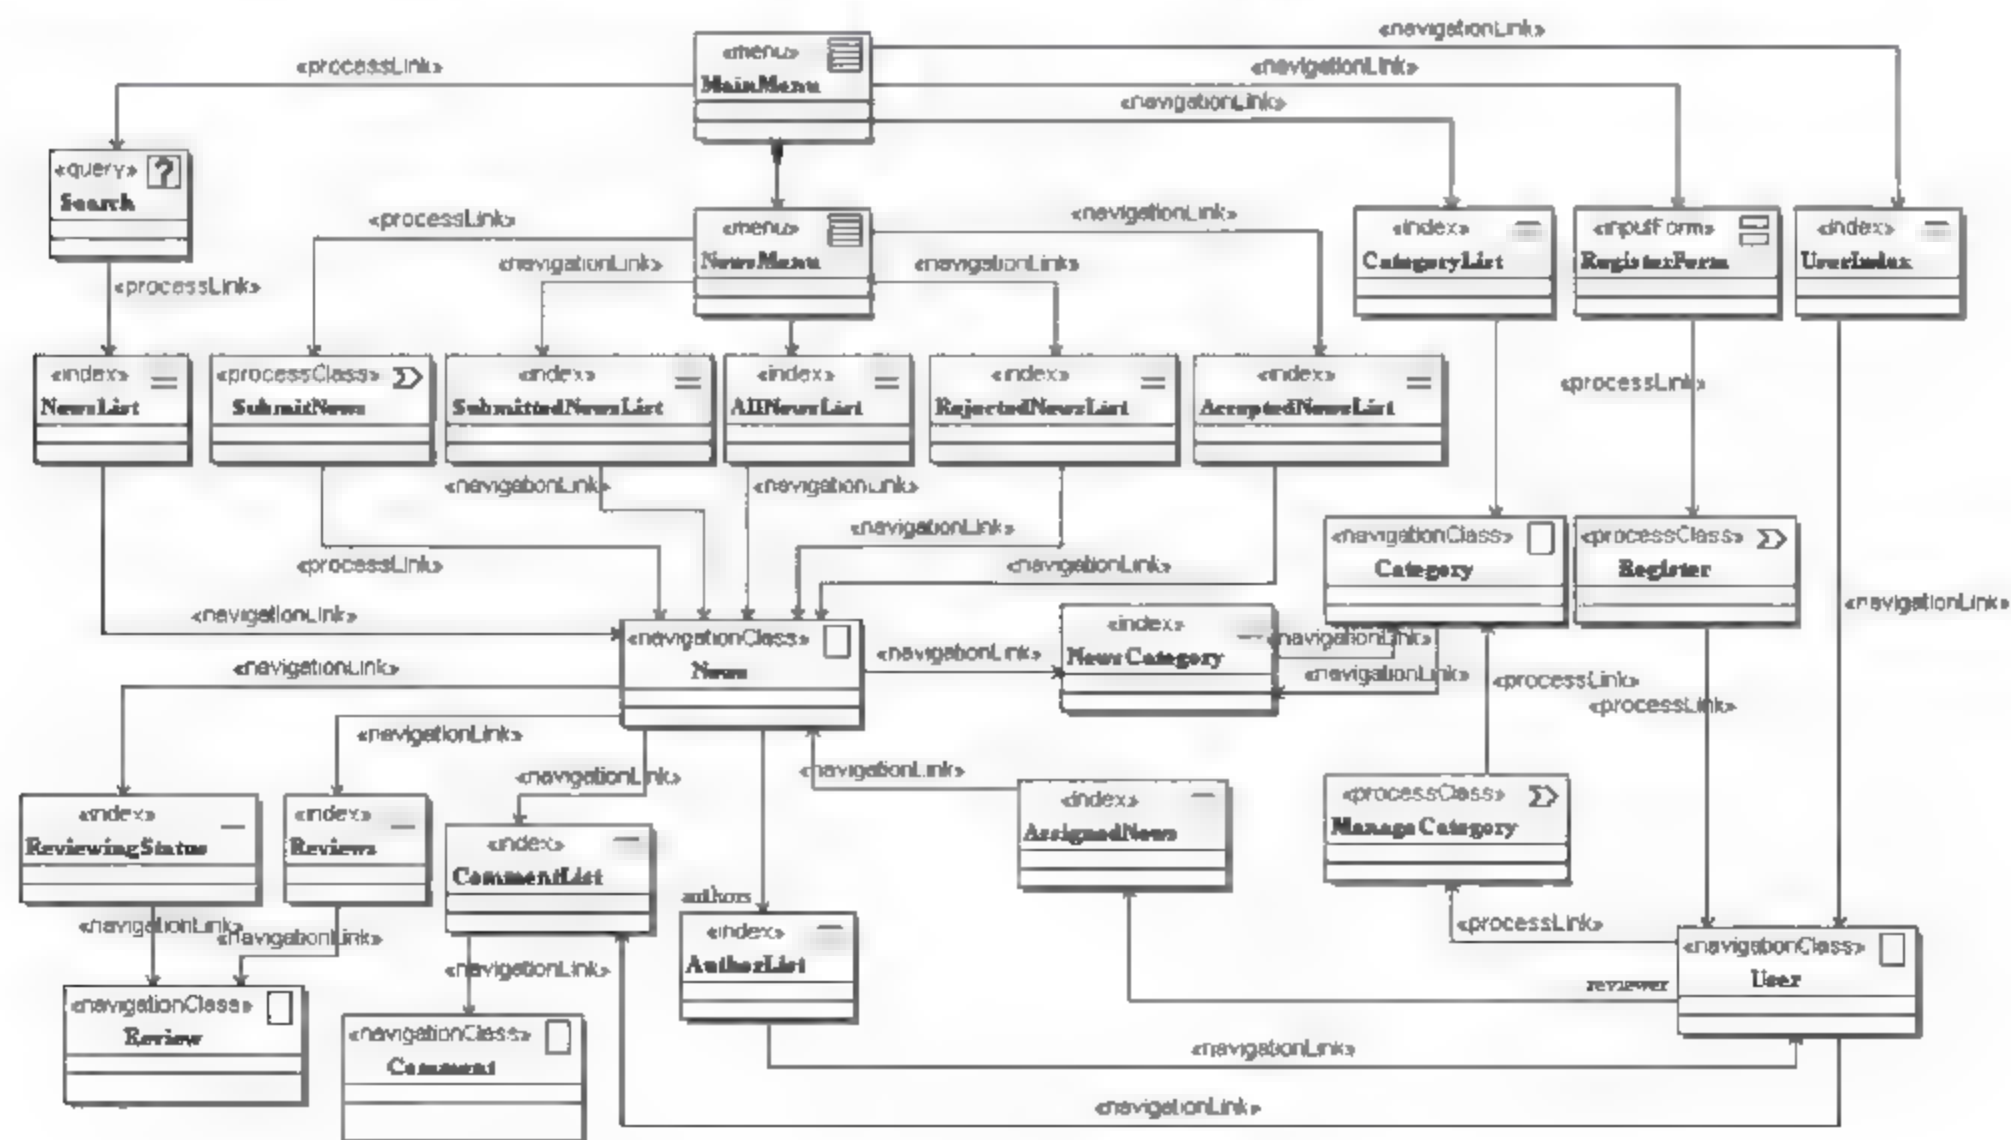 «navigationLink»
«processLink»
«menu»
MainMenu
«navigationLink»
«navigationLink»
«query»
Search
«processLink»
«menu»
NewsMenu
«navigationLink»
«index»
CategoryList
«inputForm»
RegisterForm
«index»
UserIndex
«navigationLink»
«navigationLink»
«processLink»
«index»
NewsList
«processClass»
SubmitNews
«index»
SubmittedNewsList
«index»
AllNewsList
«index»
RejectedNewsList
«index»
AcceptedNewsList
«processLink»
«navigationLink»
«navigationLink»
«navigationLink»
«processLink»
«navigationLink»
«navigationClass»
Category
«processClass»
Register
«navigationLink»
«navigationLink»
«navigationClass»
News
«navigationLink»
«index»
NewsCategory
«navigationLink»
«navigationLink»
«processLink»
«processLink»
«navigationLink»
«navigationLink»
«navigationLink»
«navigationLink»
«index»
ReviewingStatus
«index»
Reviews
«index»
CommentList
«index»
AssignedNews
«processClass»
ManageCategory
authors
«navigationLink»
«navigationLink»
«index»
AuthorList
«processLink»
«navigationLink»
«navigationClass»
User
reviewer
«navigationClass»
Review
«navigationClass»
Comment
«navigationLink»
«navigationLink»